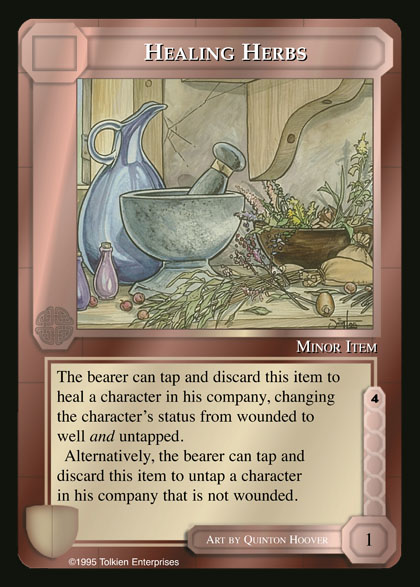 Healing Herbs
Minor Item
The bearer can tap and discard this item to
heal a character in his company, changing
the character's status from wounded to
well and untapped.
Alternatively, the bearer can tap and
discard this item to untap a character
in his company that is not wounded.
4
Art by Quinton Hoover
1
©1995 Tolkien Enterprises